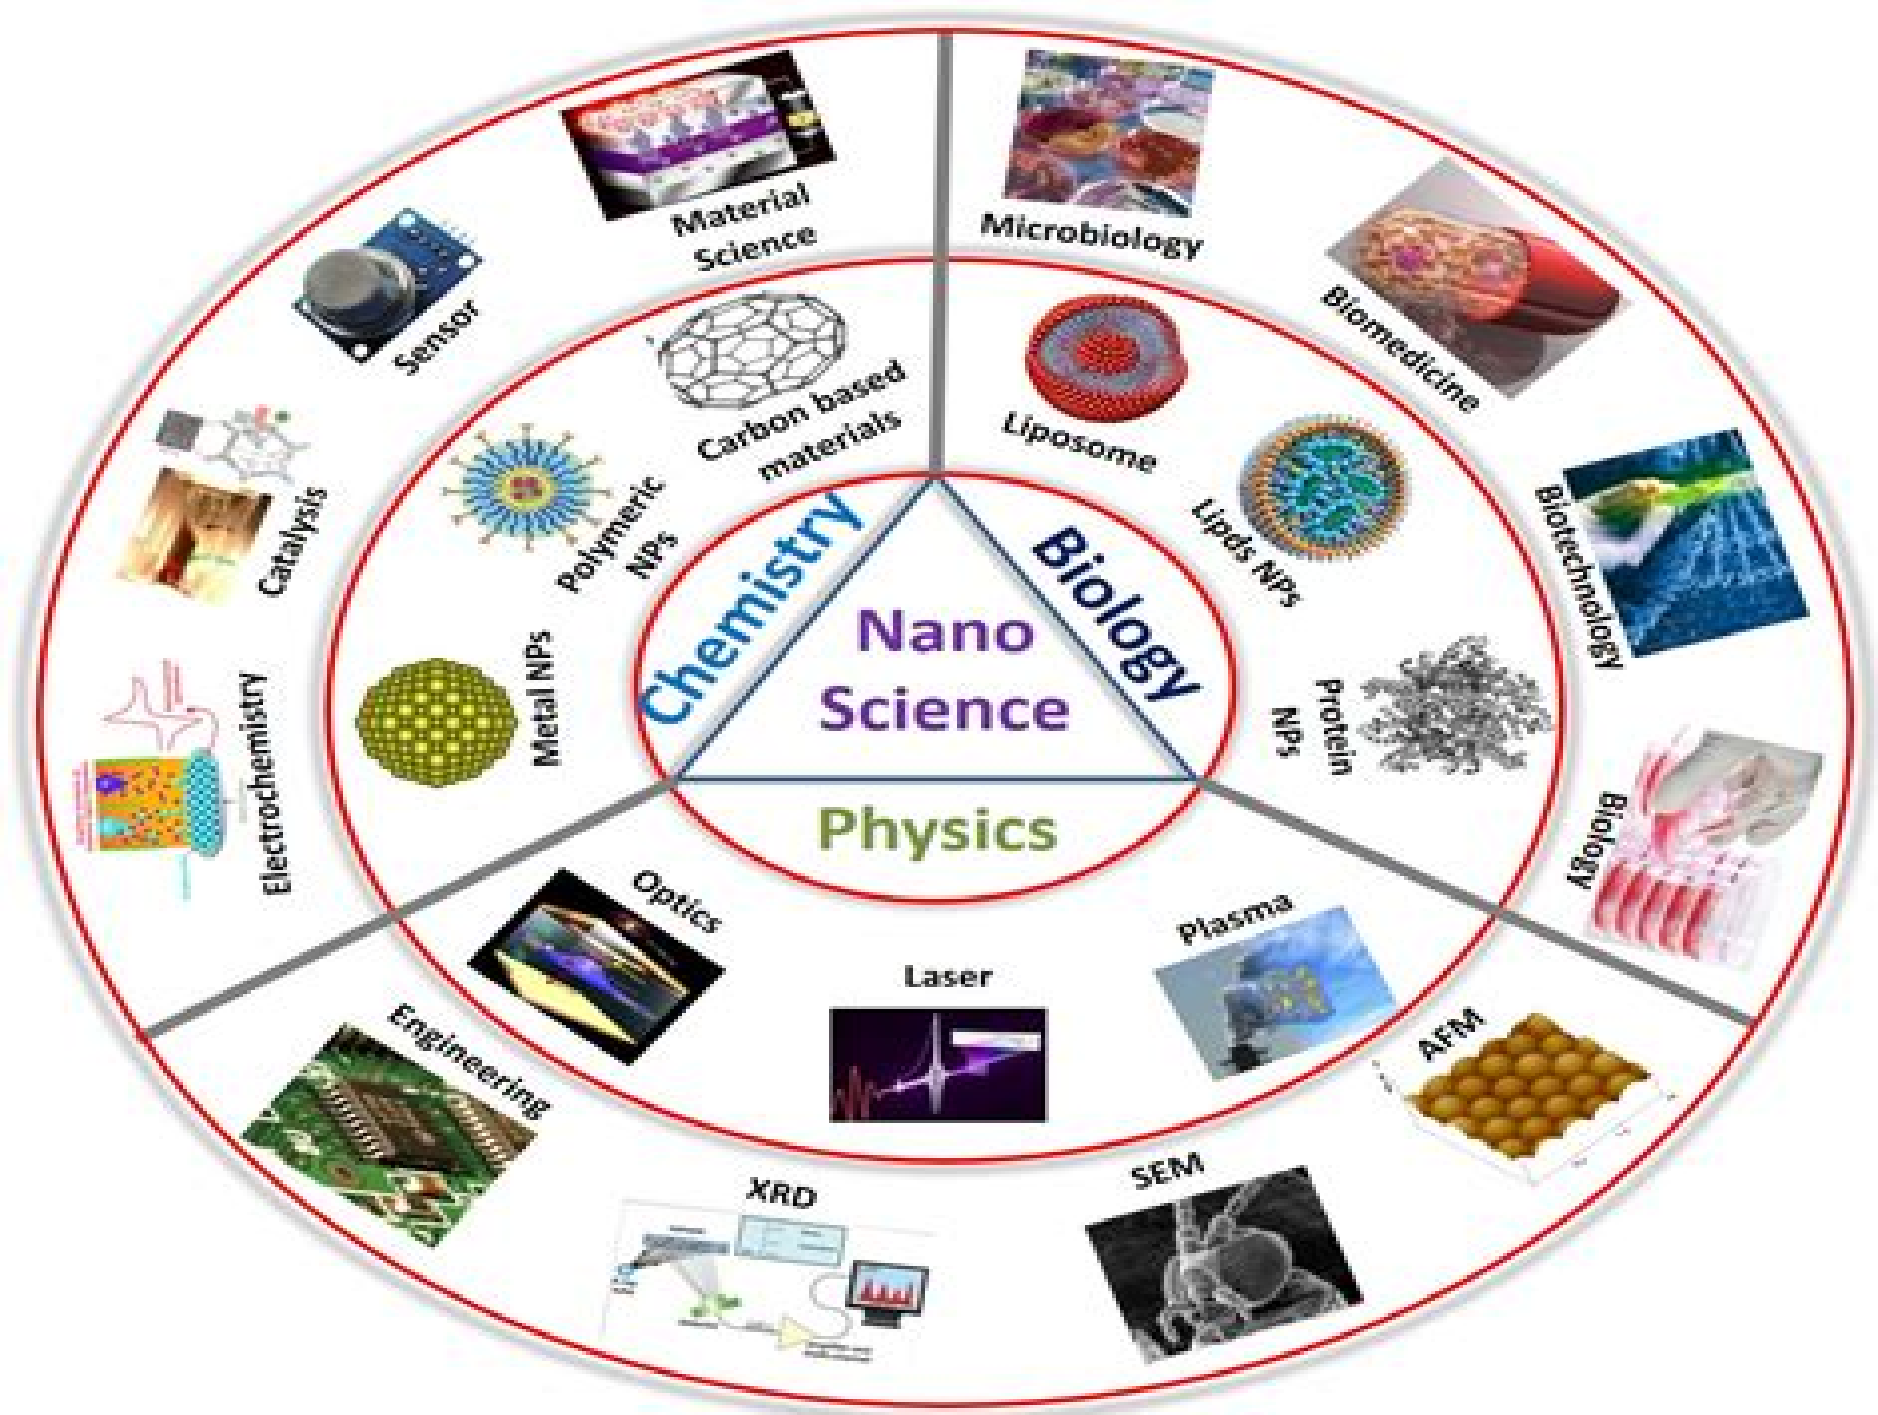 Material
Science
Microbiology
Sensor
Biomedicine
Catalysis
Biotechnology
Electrochemistry
Biology
Carbon based
materials
Liposome
Polymeric
NPs
Lipds NPs
Metal NPs
Protein
NPs
Chemistry
Biology
Nano
Science
Physics
Optics
Laser
Plasma
Engineering
XRD
SEM
AFM